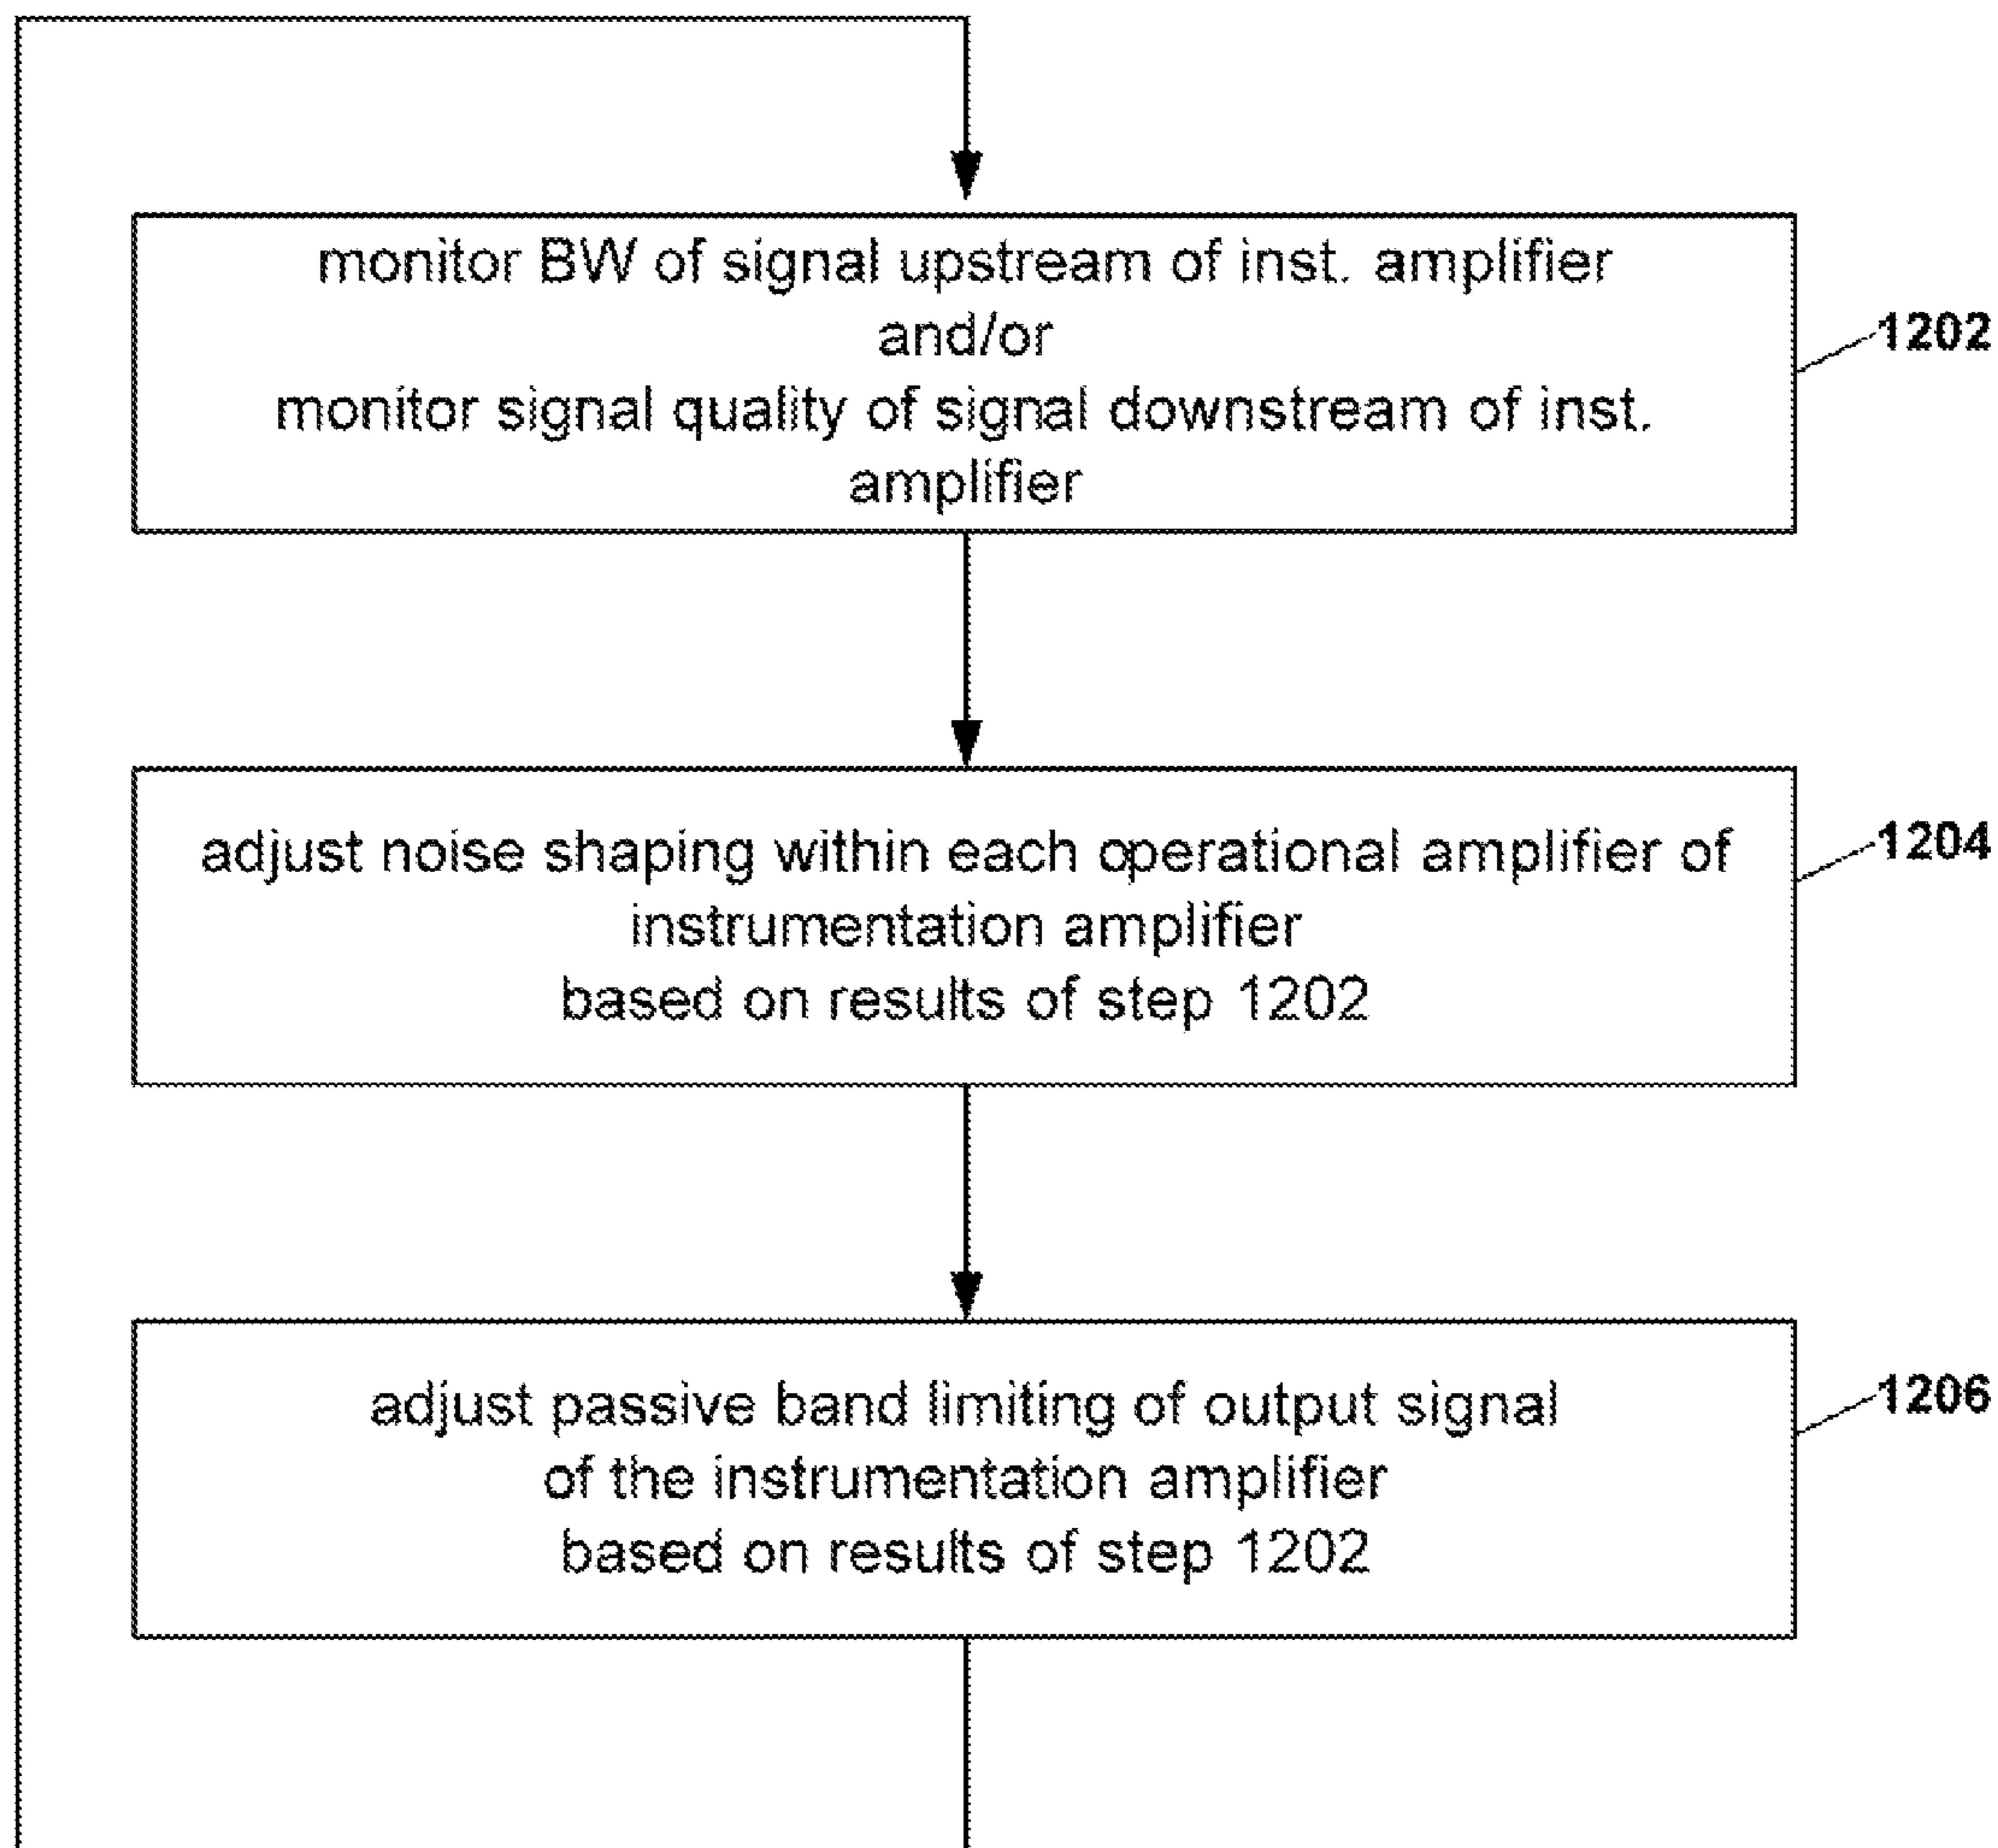 monitor BW of signal upstream of inst. amplifier
and/or
monitor signal quality of signal downstream of inst.
amplifier
1202
adjust noise shaping within each operational amplifier of
instrumentation amplifier
based on results of step 1202
1204
adjust passive band limiting of output signal
of the instrumentation amplifier
based on results of step 1202
1206